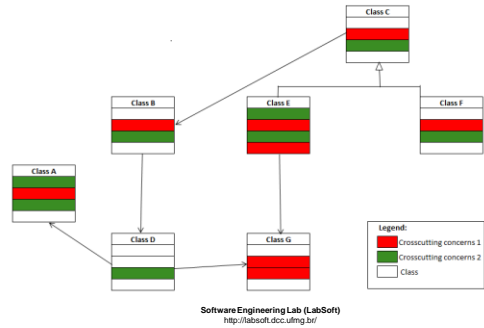 Class C
Class B
Class E
Class F
Class A
Class D
Class G
Legend:
Crosscutting concerns 1
Crosscutting concerns 2
Class
Software Engineering Lab (LabSoft)
http://labsoft.dcc.ufmg.br/